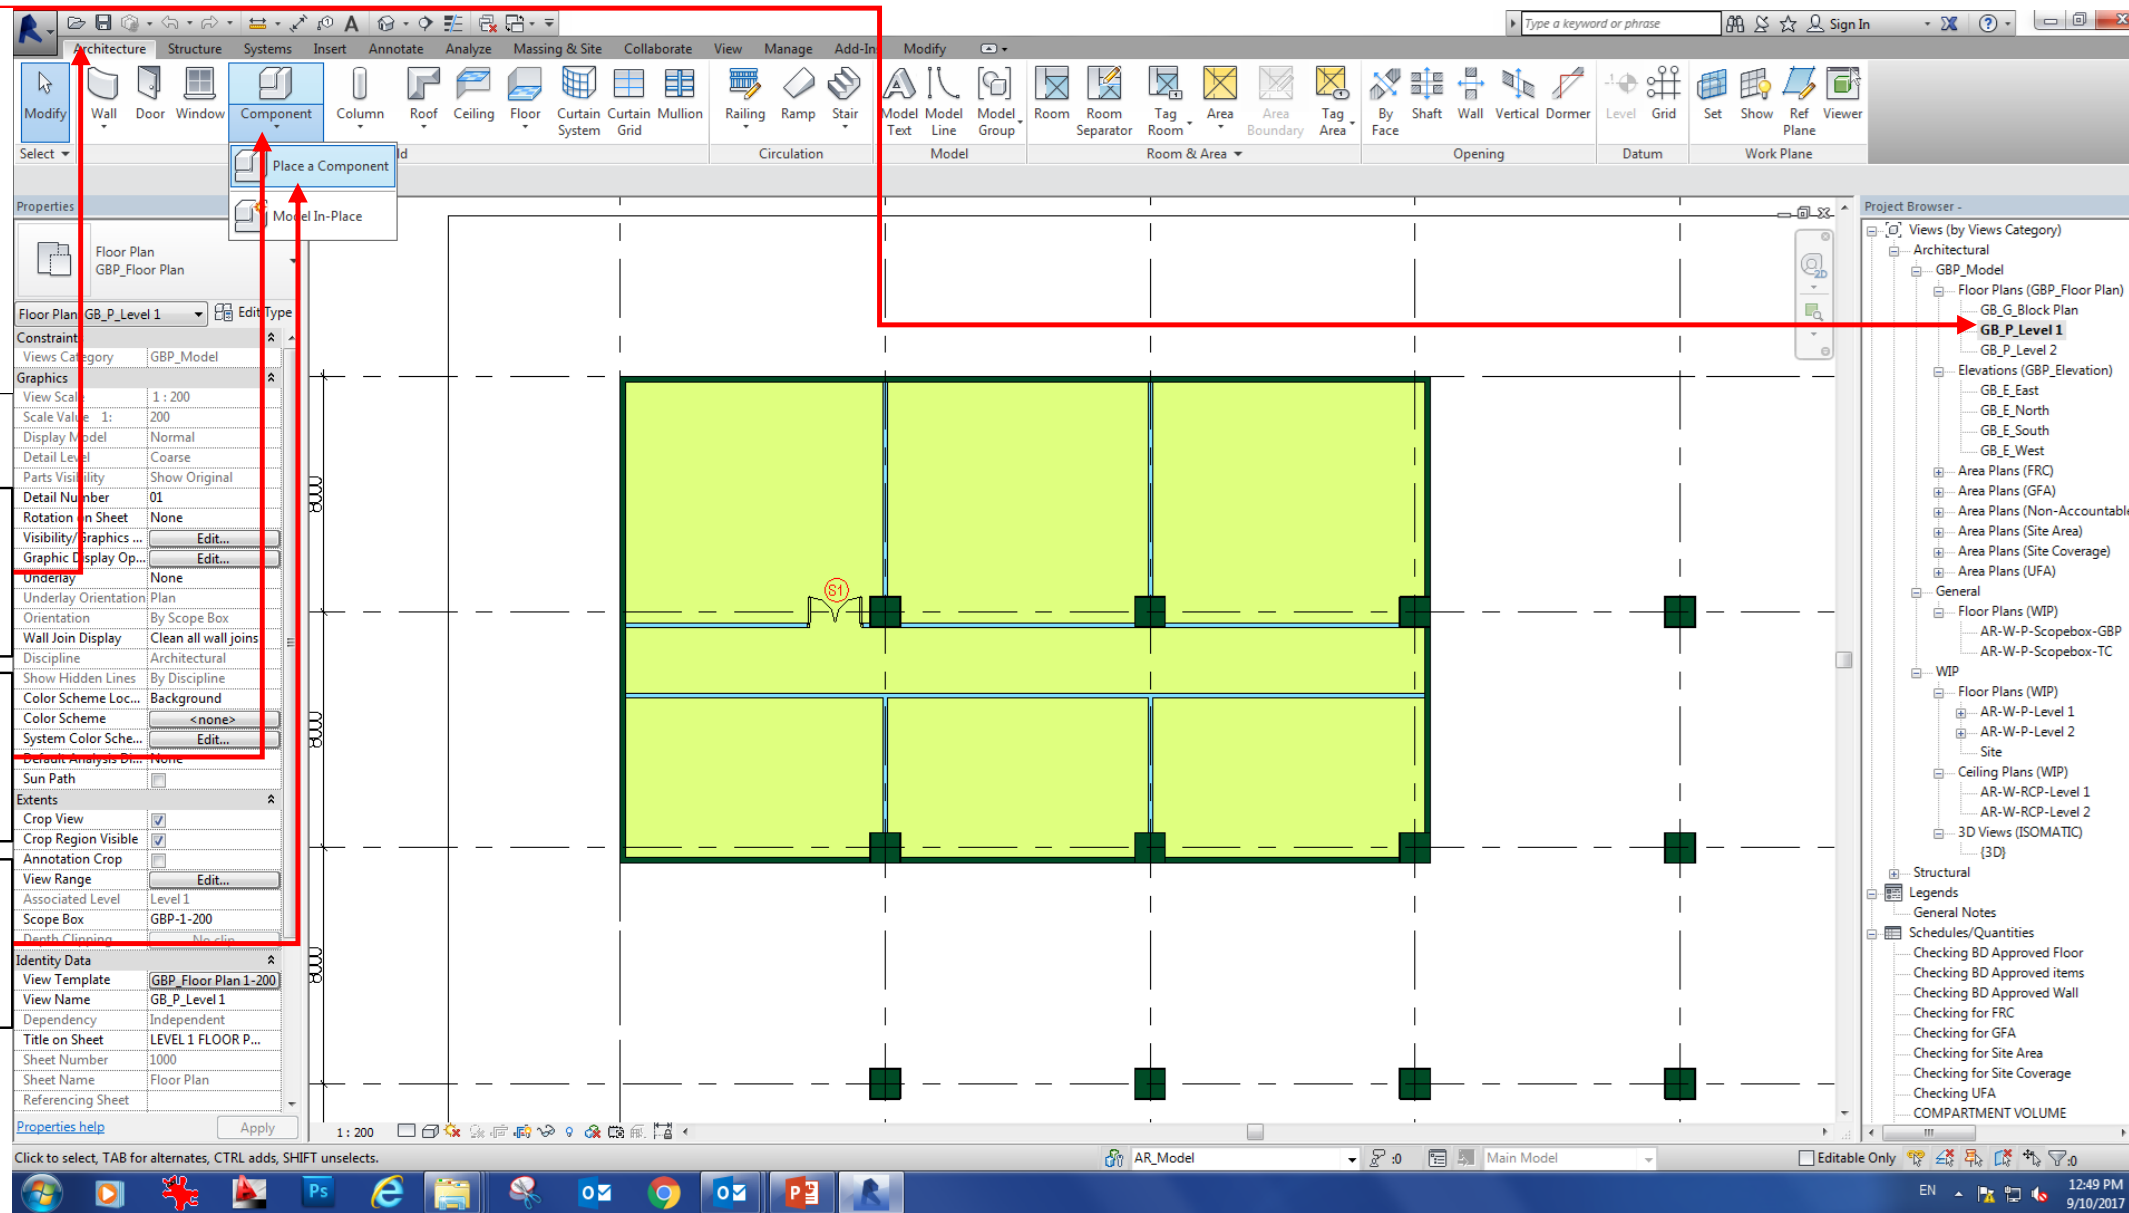 Type a keyword or phrase
Sign In
Architecture Structure Systems Insert Annotate Analyze Massing & Site Collaborate View Manage Add-Ins Modify
Modify Wall Door Window Component Column Roof Ceiling Floor Curtain System Curtain Grid Mullion Railing Ramp Stair Model Text Model Line Model Group Room Room Separator Tag Room Area Area Boundary Tag Area By Face Shaft Wall Vertical Dormer Level Grid Set Show Ref Plane Viewer
Select Circulation Model Room & Area Opening Datum Work Plane
Place a Component
Model In-Place
Properties
Floor Plan
GBP_Floor Plan
Floor Plan: GB_P_Level 1 Edit Type
Constraints
Views Category GBP_Model
Graphics
View Scale 1 : 200
Scale Value 1: 200
Display Model Normal
Detail Level Coarse
Parts Visibility Show Original
Detail Number 01
Rotation on Sheet None
Visibility/Graphics ... Edit...
Graphic Display Op... Edit...
Underlay None
Underlay Orientation Plan
Orientation By Scope Box
Wall Join Display Clean all wall joins
Discipline Architectural
Show Hidden Lines By Discipline
Color Scheme Loc... Background
Color Scheme <none>
System Color Sche... Edit...
Default Analysis Di... None
Sun Path
Extents
Crop View
Crop Region Visible
Annotation Crop
View Range Edit...
Associated Level Level 1
Scope Box GBP-1-200
Depth Clipping No clip
Identity Data
View Template GBP_Floor Plan 1-200
View Name GB_P_Level 1
Dependency Independent
Title on Sheet LEVEL 1 FLOOR P...
Sheet Number 1000
Sheet Name Floor Plan
Referencing Sheet
Properties help Apply
S1
2D
1 : 200
Project Browser -
Views (by Views Category)
Architectural
GBP_Model
Floor Plans (GBP_Floor Plan)
GB_G_Block Plan
GB_P_Level 1
GB_P_Level 2
Elevations (GBP_Elevation)
GB_E_East
GB_E_North
GB_E_South
GB_E_West
Area Plans (FRC)
Area Plans (GFA)
Area Plans (Non-Accountable
Area Plans (Site Area)
Area Plans (Site Coverage)
Area Plans (UFA)
General
Floor Plans (WIP)
AR-W-P-Scopebox-GBP
AR-W-P-Scopebox-TC
WIP
Floor Plans (WIP)
AR-W-P-Level 1
AR-W-P-Level 2
Site
Ceiling Plans (WIP)
AR-W-RCP-Level 1
AR-W-RCP-Level 2
3D Views (ISOMATIC)
{3D}
Structural
Legends
General Notes
Schedules/Quantities
Checking BD Approved Floor
Checking BD Approved items
Checking BD Approved Wall
Checking for FRC
Checking for GFA
Checking for Site Area
Checking for Site Coverage
Checking UFA
COMPARTMENT VOLUME
Click to select, TAB for alternates, CTRL adds, SHIFT unselects.
AR_Model :0 Main Model Editable Only :0
Ps
EN 12:49 PM
9/10/2017